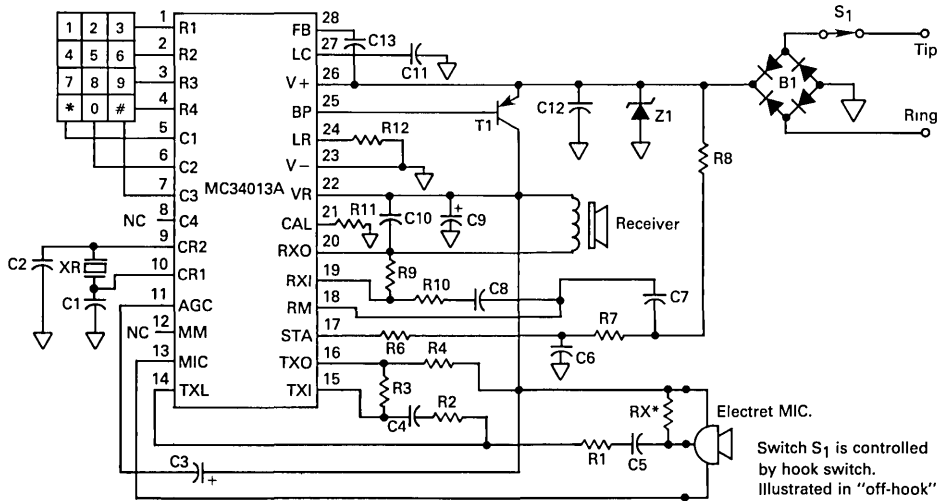 1 2 3
4 5 6
7 8 9
* 0 #
1 R1
2 R2
3 R3
4 R4
5 C1
6 C2
7 C3
NC 8 C4
9 CR2
10 CR1
11 AGC
NC 12 MM
13 MIC
14 TXL
MC34013A
FB 28
LC 27
V+ 26
BP 25
LR 24
V− 23
VR 22
CAL 21
RXO 20
RXI 19
RM 18
STA 17
TXO 16
TXI 15
C13
C11
T1
C12
Z1
B1
S1
Tip
Ring
R12
R8
R11
C10
+
C9
Receiver
C2
XR
C1
R9
R10
C8
C7
R6
C6
R7
R4
R3
C4
R2
RX*
Electret MIC.
R1
C5
C3
+
Switch S1 is controlled
by hook switch.
Illustrated in "off-hook"